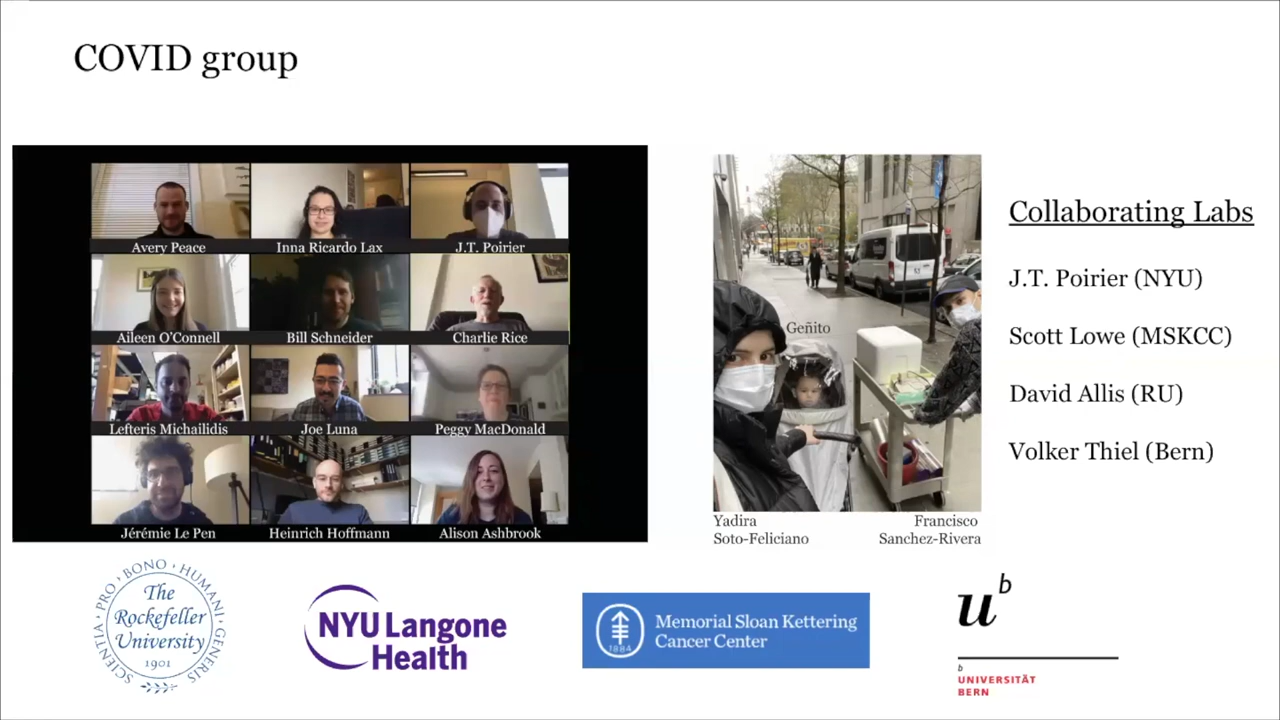 COVID group
Avery Peace
Inna Ricardo Lax
J.T. Poirier
Aileen O'Connell
Bill Schneider
Charlie Rice
Lefteris Michailidis
Joe Luna
Peggy MacDonald
Jérémie Le Pen
Heinrich Hoffmann
Alison Ashbrook
Geñito
Yadira
Soto-Feliciano
Francisco
Sanchez-Rivera
Collaborating Labs
J.T. Poirier (NYU)
Scott Lowe (MSKCC)
David Allis (RU)
Volker Thiel (Bern)
SCIENTIA · PRO · BONO · HUMANI · GENERIS
The
Rockefeller
University
1901
NYU Langone
Health
1884
Memorial Sloan Kettering
Cancer Center
u b
b
UNIVERSITÄT
BERN